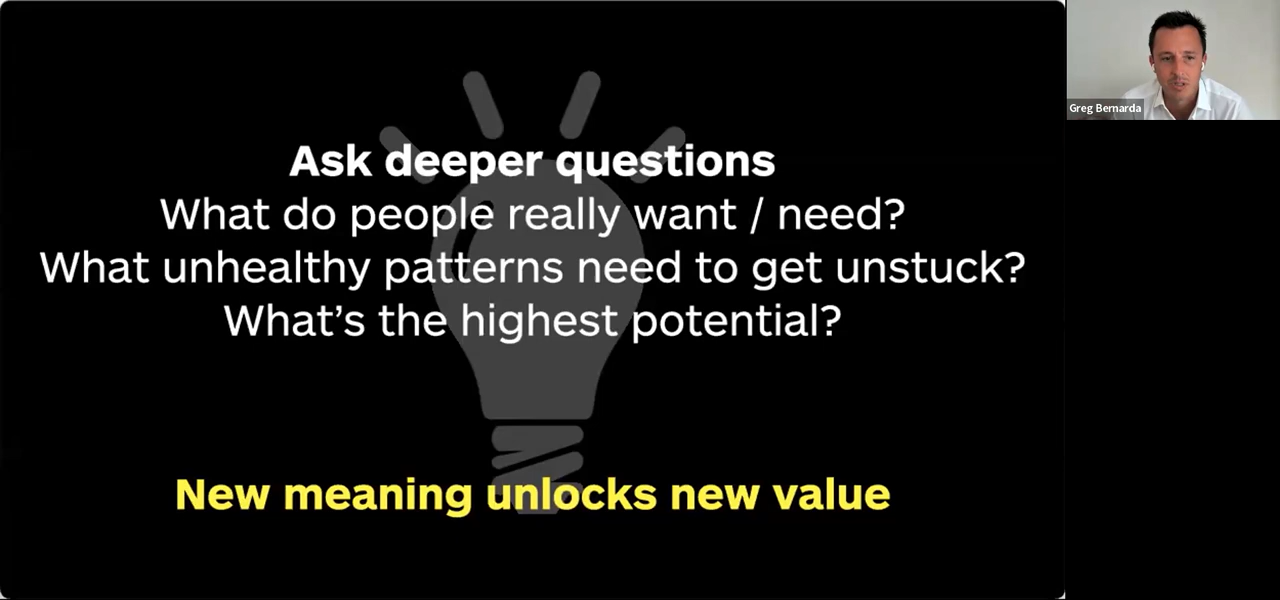 Ask deeper questions
What do people really want / need?
What unhealthy patterns need to get unstuck?
What’s the highest potential?
New meaning unlocks new value
Greg Bernarda